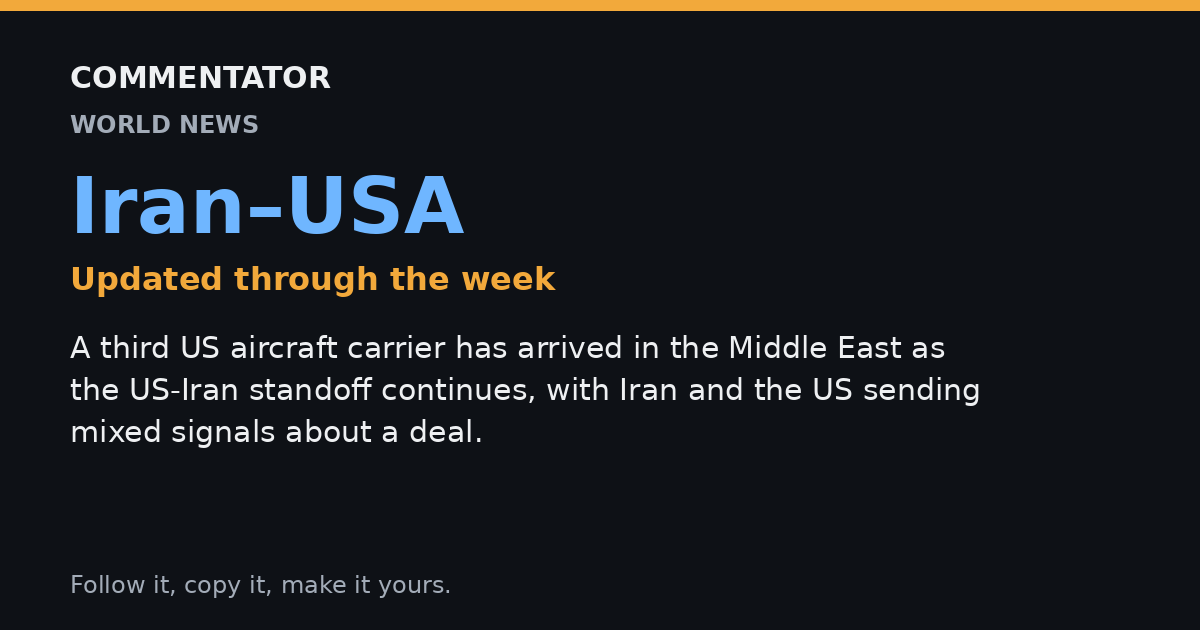 COMMENTATOR
WORLD NEWS
Iran–USA
Updated through the week
A third US aircraft carrier has arrived in the Middle East as
the US-Iran standoff continues, with Iran and the US sending
mixed signals about a deal.
Follow it, copy it, make it yours.